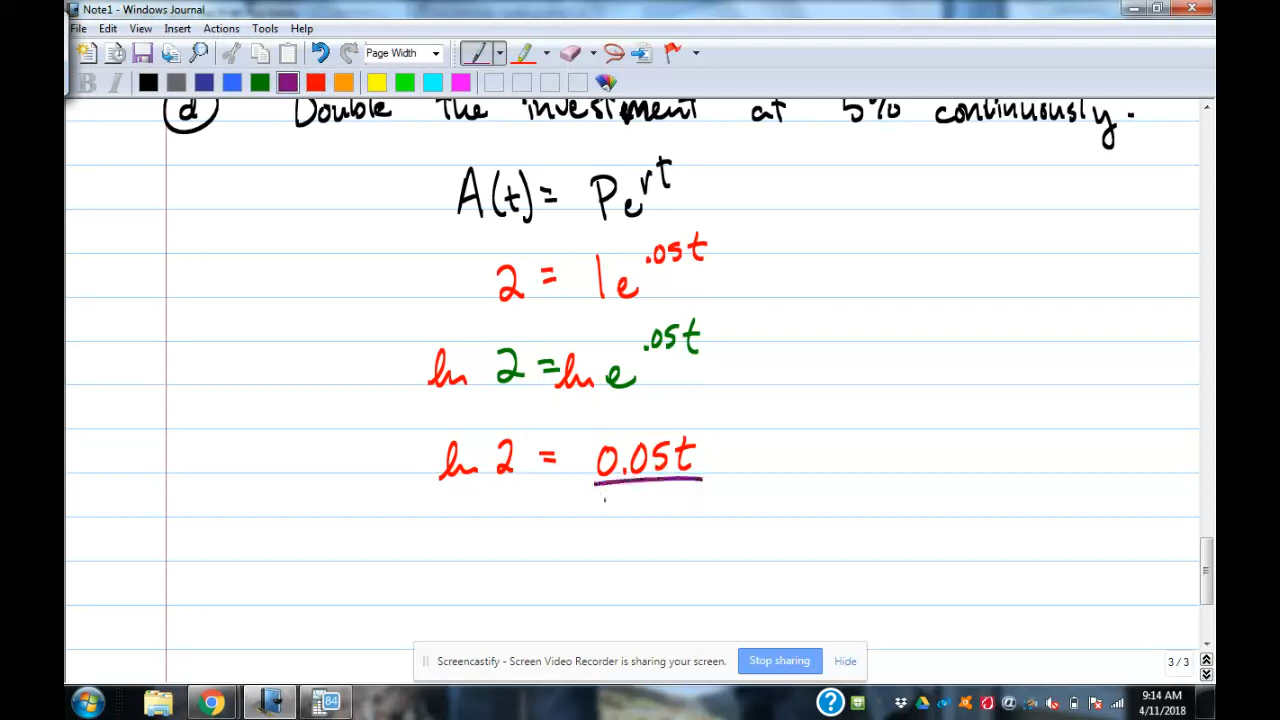 Note1 - Windows Journal
File Edit View Insert Actions Tools Help
Page Width
B I
d Double the investment at 5% continuously.
A(t) = Pe^rt
2 = 1e^.05t
ln 2 = ln e^.05t
ln 2 = 0.05t
Screencastify - Screen Video Recorder is sharing your screen. Stop sharing Hide
3 / 3
84
9:14 AM
4/11/2018